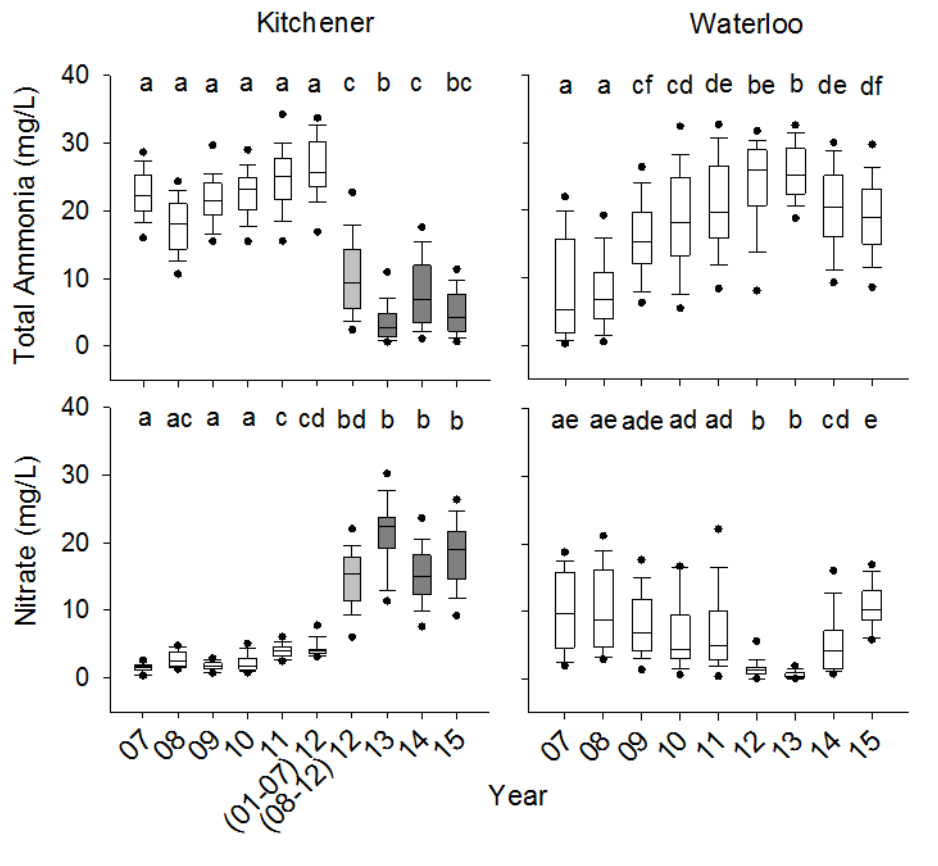 Kitchener
Waterloo
Total Ammonia (mg/L)
40
30
20
10
0
a a a a a a c b c bc
a a cf cd de be b de df
Nitrate (mg/L)
40
30
20
10
0
a ac a a c cd bd b b b
ae ae ade ad ad b b cd e
07 08 09 10 11 12 12 13 14 15
(01-07)
(08-12)
07 08 09 10 11 12 13 14 15
Year